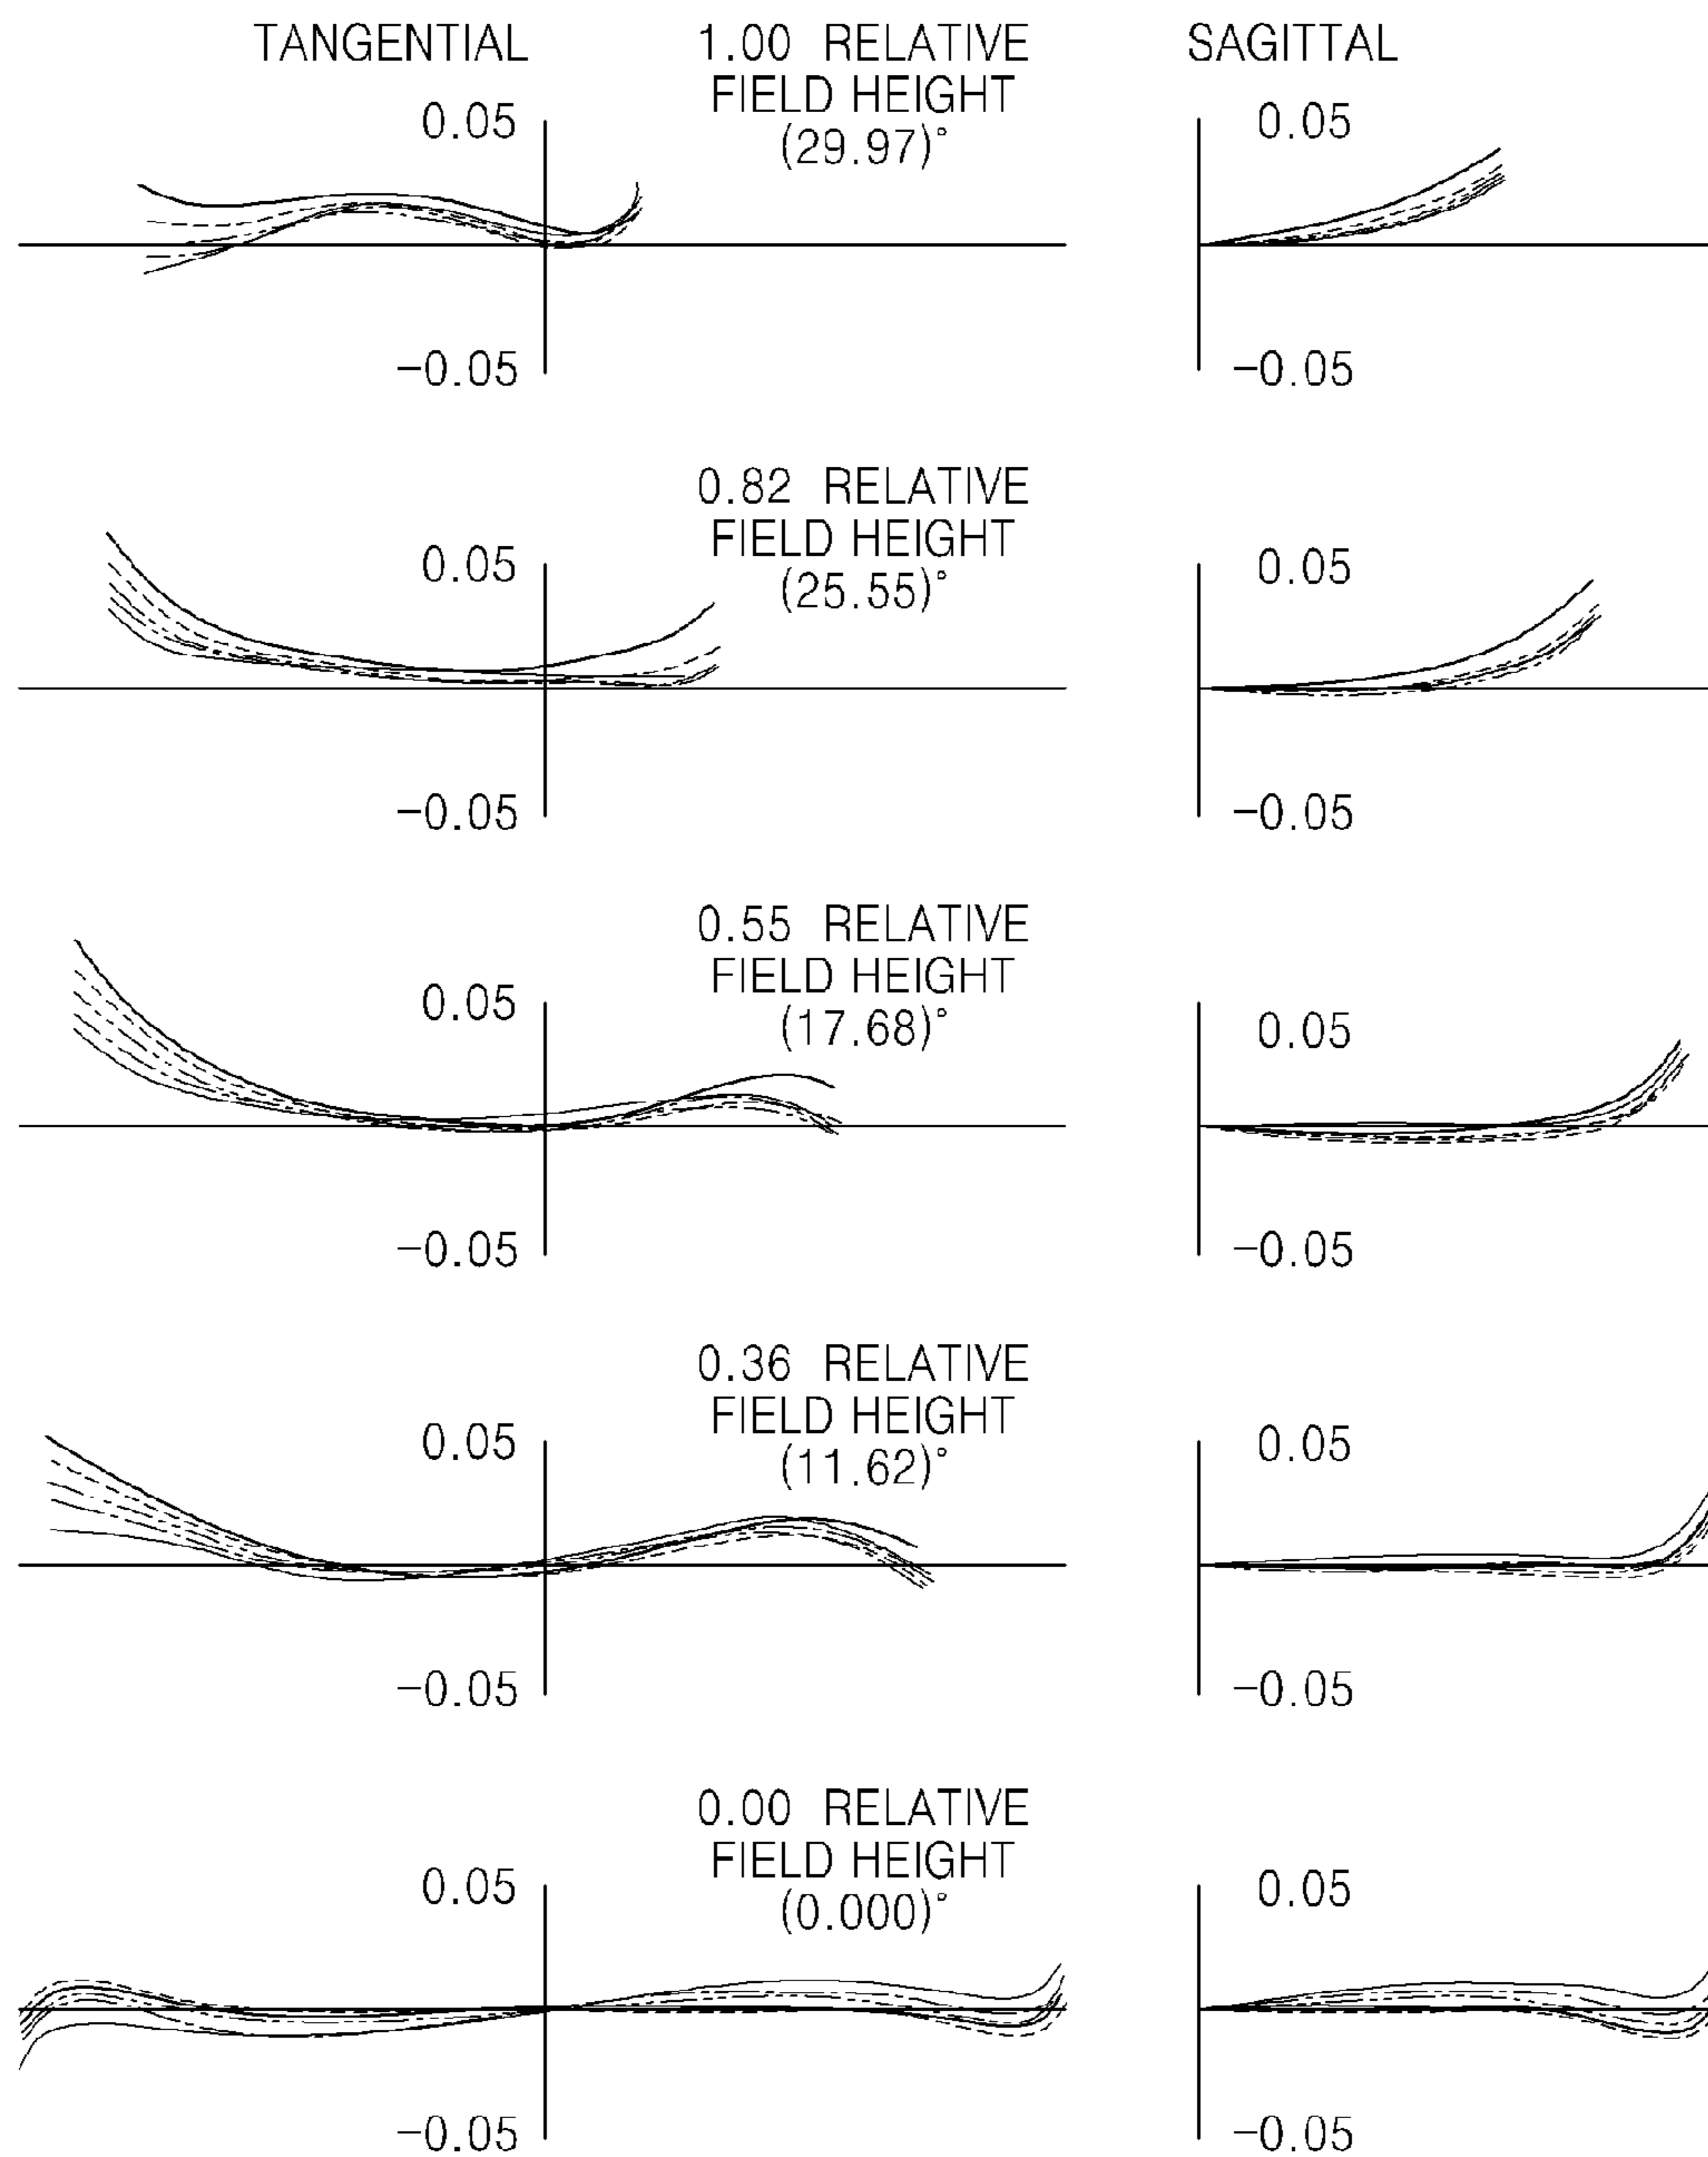 TANGENTIAL 1.00 RELATIVE SAGITTAL
FIELD HEIGHT
0.05 (29.97)° 0.05
-0.05 -0.05
0.82 RELATIVE
FIELD HEIGHT
0.05 (25.55)° 0.05
-0.05 -0.05
0.55 RELATIVE
FIELD HEIGHT
0.05 (17.68)° 0.05
-0.05 -0.05
0.36 RELATIVE
FIELD HEIGHT
0.05 (11.62)° 0.05
-0.05 -0.05
0.00 RELATIVE
FIELD HEIGHT
0.05 (0.000)° 0.05
-0.05 -0.05